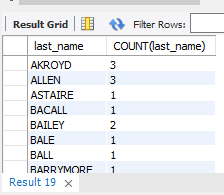 Result Grid Filter Rows:
last_name COUNT(last_name)
AKROYD 3
ALLEN 3
ASTAIRE 1
BACALL 1
BAILEY 2
BALE 1
BALL 1
BARRYMORE 1
Result 19